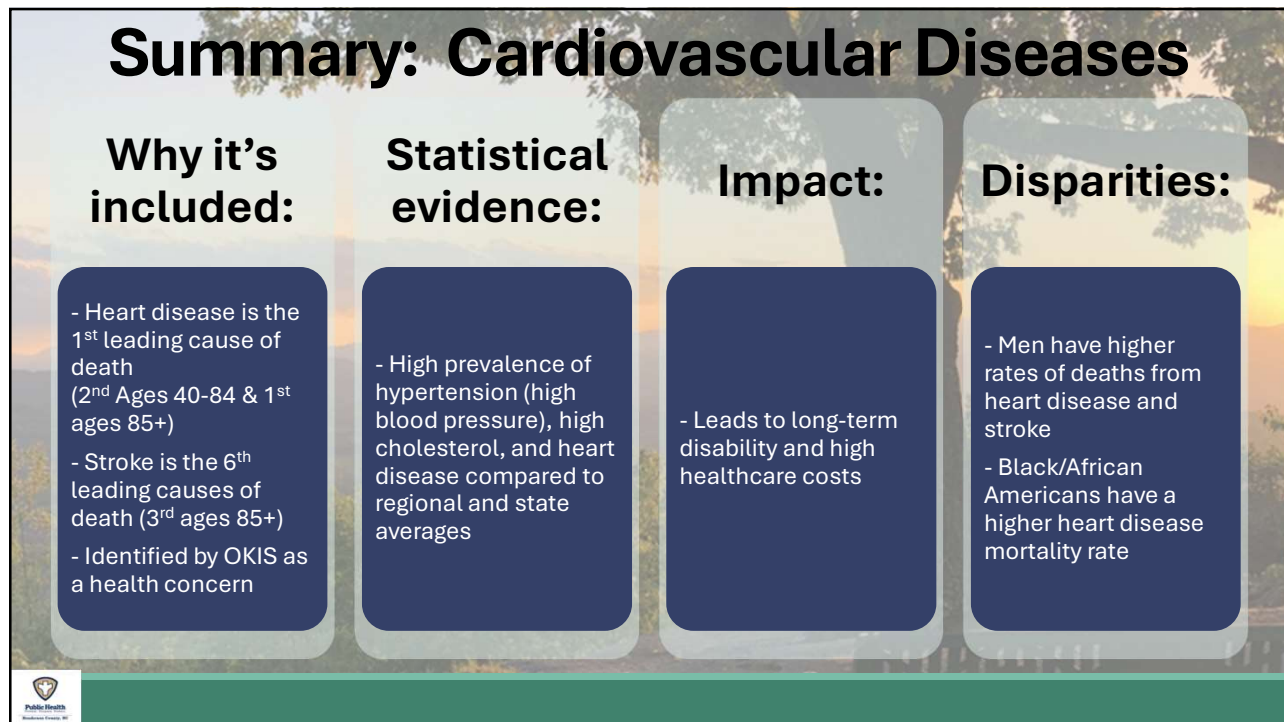 Summary: Cardiovascular Diseases
Why it's
included:
- Heart disease is the
1st leading cause of
death
(2nd Ages 40-84 & 1st
ages 85+)
- Stroke is the 6th
leading causes of
death (3rd ages 85+)
- Identified by OKIS as
a health concern
Statistical
evidence:
- High prevalence of
hypertension (high
blood pressure), high
cholesterol, and heart
disease compared to
regional and state
averages
Impact:
- Leads to long-term
disability and high
healthcare costs
Disparities:
- Men have higher
rates of deaths from
heart disease and
stroke
- Black/African
Americans have a
higher heart disease
mortality rate
Public Health
Henderson County, NC